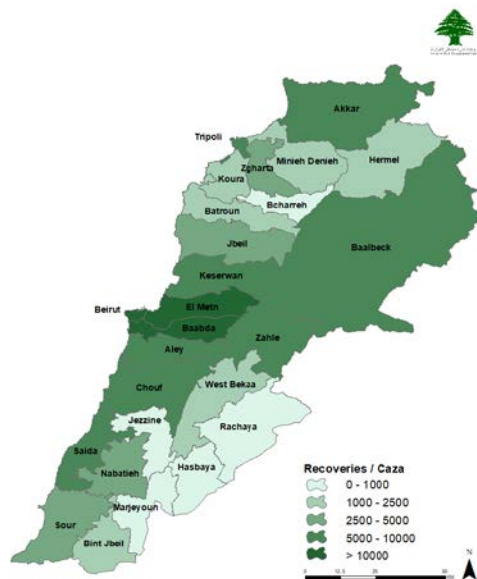 Akkar
Tripoli
Zgharta
Minieh Denieh
Hermel
Koura
Bcharreh
Batroun
Jbeil
Baalbeck
Keserwan
El Metn
Beirut
Baabda
Zahle
Aley
Chouf
West Bekaa
Jezzine
Rachaya
Saida
Hasbaya
Nabatieh
Marjeyoun
Sour
Bint Jbeil
Recoveries / Caza
0 - 1000
1000 - 2500
2500 - 5000
5000 - 10000
> 10000
N